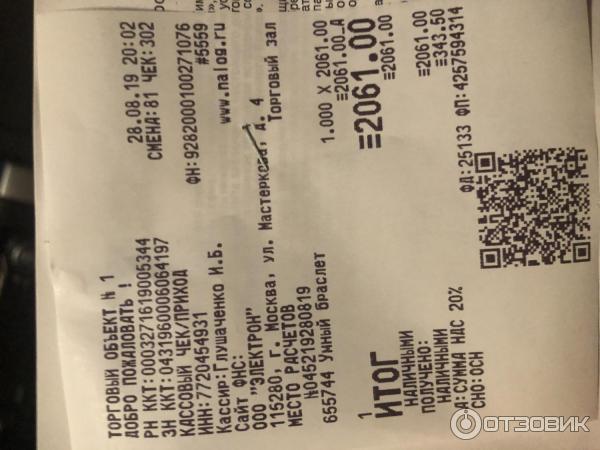 ТОРГОВЫЙ ОБЪЕКТ № 1
ДОБРО ПОЖАЛОВАТЬ !
28.08.19 20:02
РН ККТ:0003271619005344 СМЕНА:81 ЧЕК:302
ЗН ККТ:0431960006064197
КАССОВЫЙ ЧЕК/ПРИХОД
ИНН:7720454931 ФН:9282000100271076
Кассир:Глушаченко И.Б. #5559
Сайт ФНС: www.nalog.ru
ООО "ЭЛЕКТРОН"
115280, г. Москва, ул. Мастеркова, д. 4
МЕСТО РАСЧЕТОВ Торговый зал
№045219280819
655744 Умный браслет
1.000 X 2061.00
1 ≡2061.00_А
ИТОГ ≡2061.00
НАЛИЧНЫМИ ≡2061.00
ПОЛУЧЕНО:
НАЛИЧНЫМИ ≡2061.00
А:СУММА НДС 20% ≡343.50
СНО:ОСН ФД:25133 ФП:4257594314
ОТЗОВИК